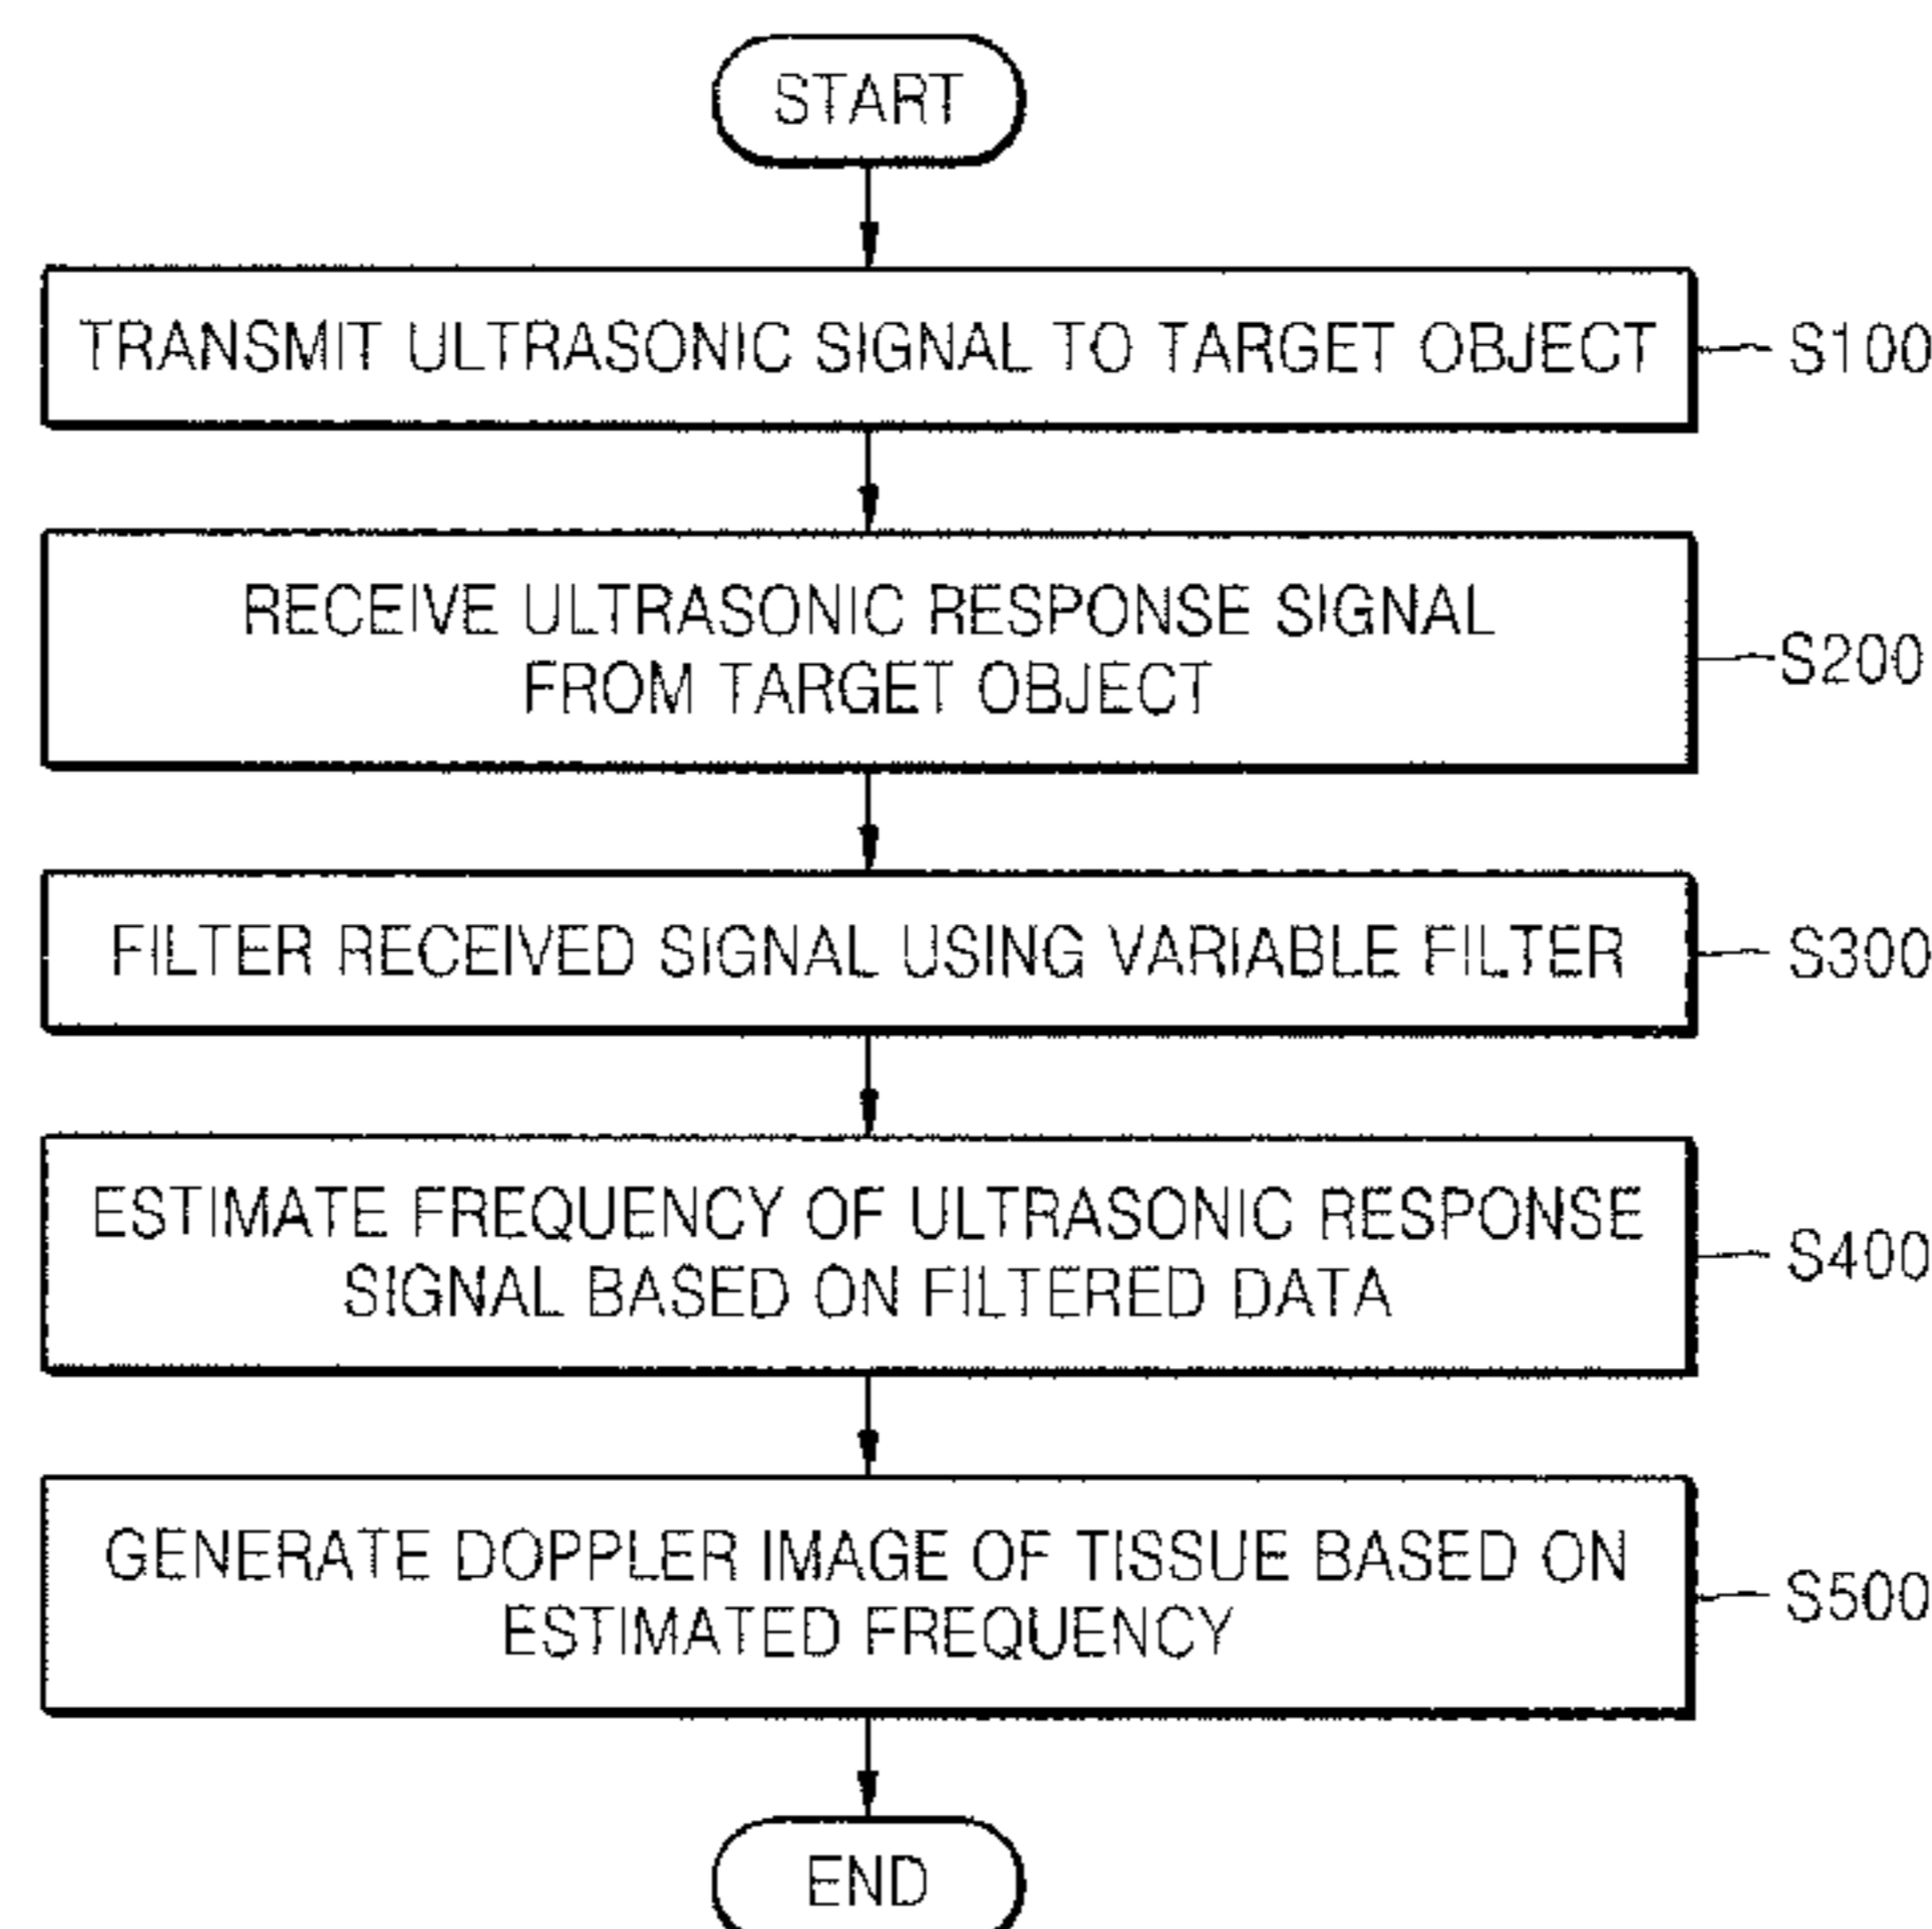 START
TRANSMIT ULTRASONIC SIGNAL TO TARGET OBJECT
S100
RECEIVE ULTRASONIC RESPONSE SIGNAL
FROM TARGET OBJECT
S200
FILTER RECEIVED SIGNAL USING VARIABLE FILTER
S300
ESTIMATE FREQUENCY OF ULTRASONIC RESPONSE
SIGNAL BASED ON FILTERED DATA
S400
GENERATE DOPPLER IMAGE OF TISSUE BASED ON
ESTIMATED FREQUENCY
S500
END